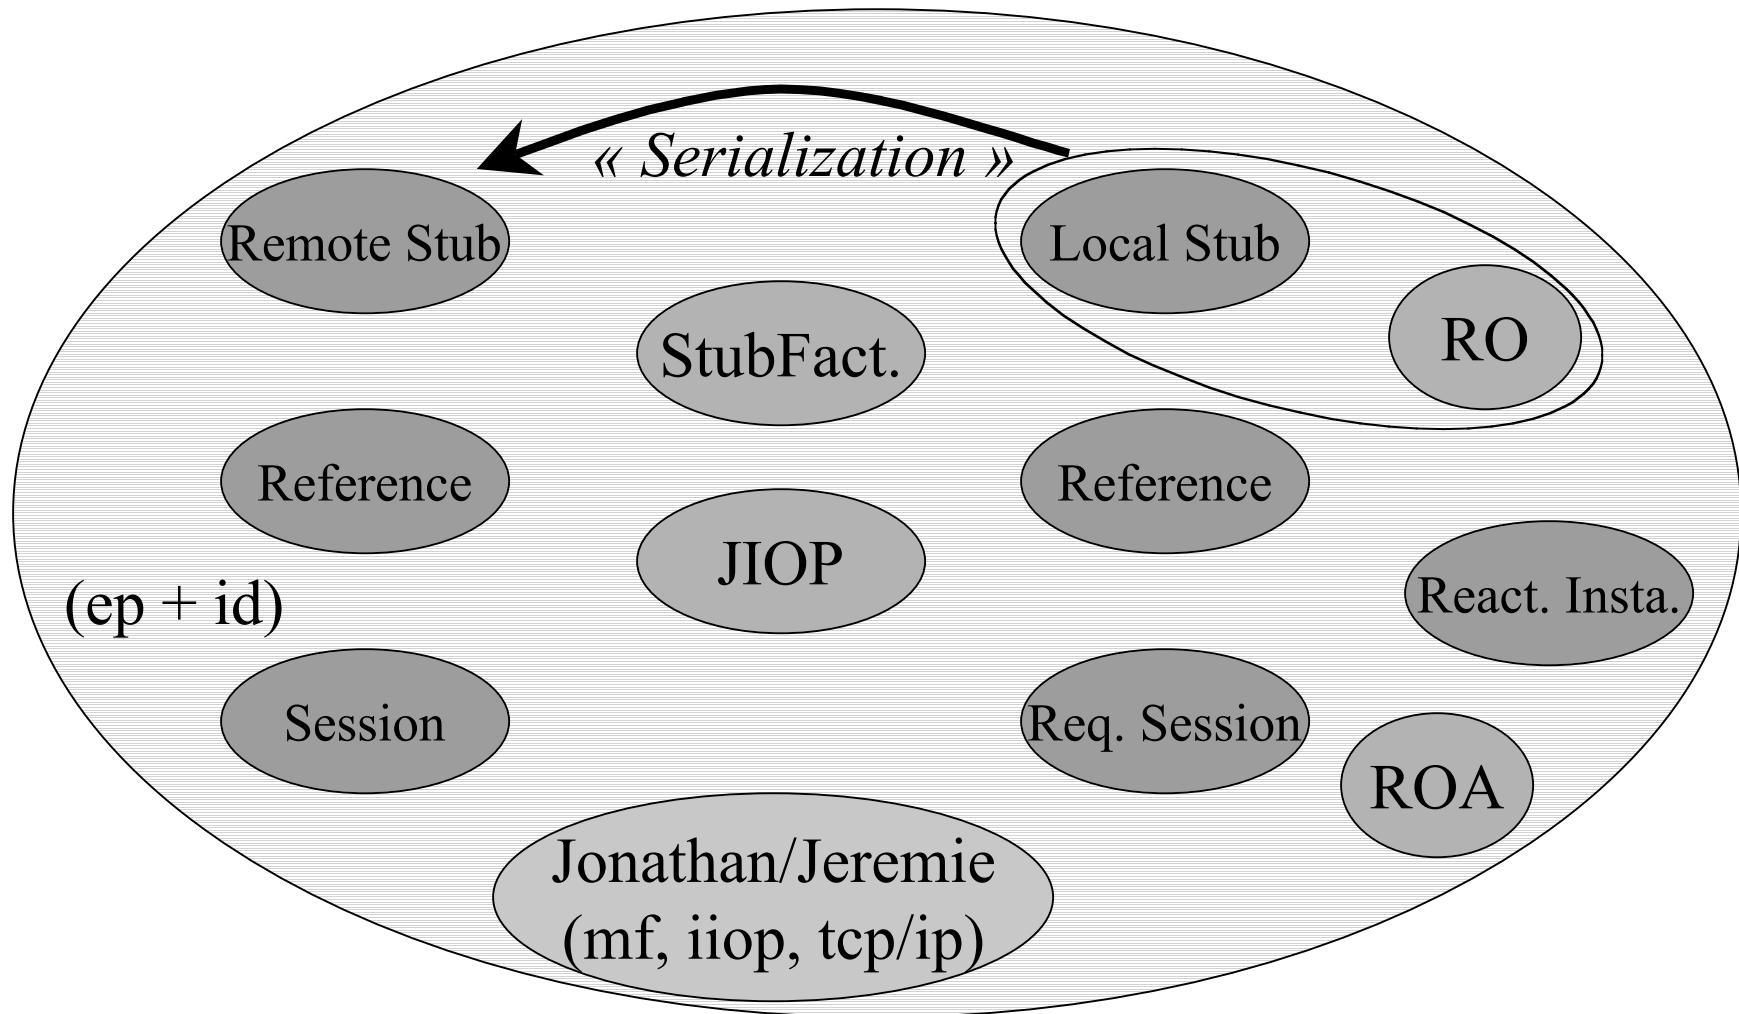 « Serialization »
Remote Stub
Local Stub
RO
StubFact.
Reference
Reference
JIOP
React. Insta.
(ep + id)
Session
Req. Session
ROA
Jonathan/Jeremie
(mf, iiop, tcp/ip)